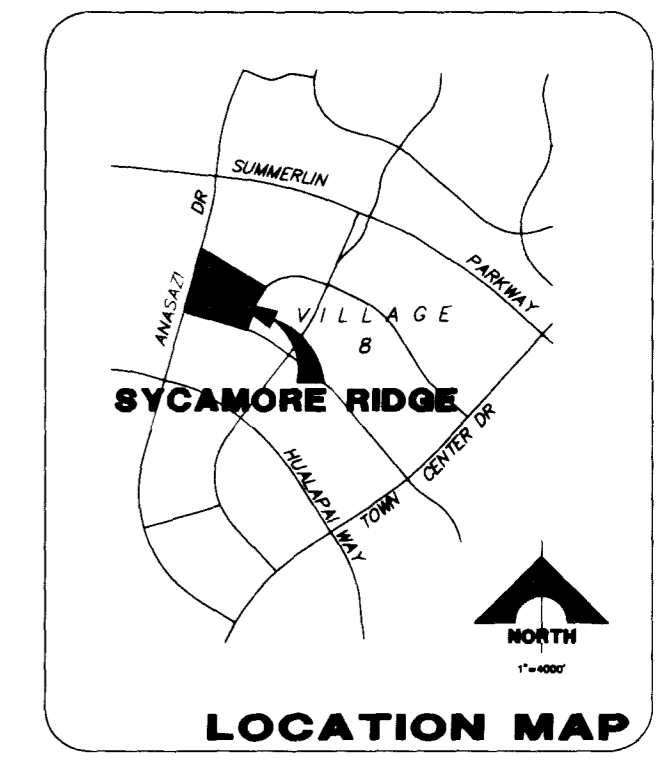 SUMMERLIN
PARKWAY
DR
ANASAZI
VILLAGE
8
SYCAMORE RIDGE
CENTER DR
TOWN
HUALAPAI WAY
NORTH
1"=4000'
LOCATION MAP